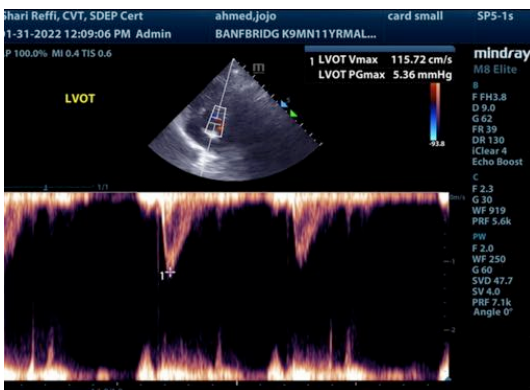 Shari Reffi, CVT, SDEP Cert ahmed,jojo card small SP5-1s
01-31-2022 12:09:06 PM Admin BANFBRIDG K9MN11YRMAL...
AP 100.0% MI 0.4 TIS 0.6
1 LVOT Vmax 115.72 cm/s
LVOT PGmax 5.36 mmHg
mindray
M8 Elite
LVOT
m
-93.8
B
F FH3.8
D 9.0
G 62
FR 39
DR 130
iClear 4
Echo Boost
C
F 2.3
G 30
WF 919
PRF 5.6k
PW
F 2.0
WF 250
G 60
SVD 47.7
SV 4.0
PRF 7.1k
Angle 0°
1/1
0m/s
-1
1
-2